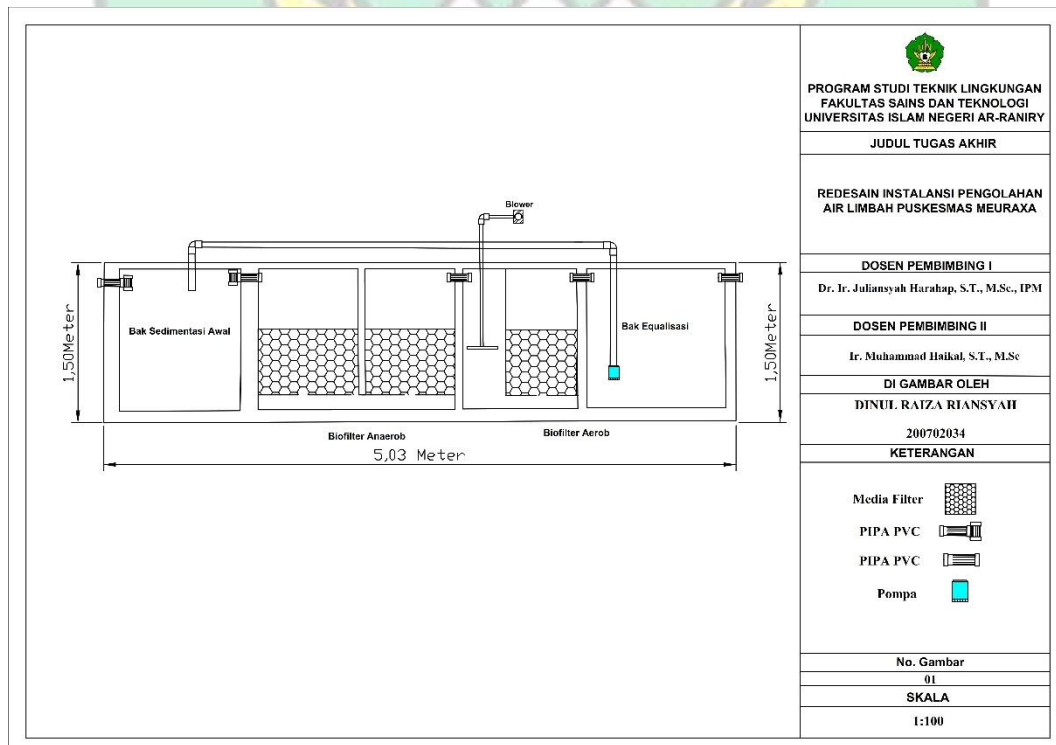 Blower
Bak Sedimentasi Awal
Bak Equalisasi
1,50Meter
1,50Meter
Biofilter Anaerob
Biofilter Aerob
5,03 Meter
PROGRAM STUDI TEKNIK LINGKUNGAN
FAKULTAS SAINS DAN TEKNOLOGI
UNIVERSITAS ISLAM NEGERI AR-RANIRY
JUDUL TUGAS AKHIR
REDESAIN INSTALANSI PENGOLAHAN
AIR LIMBAH PUSKESMAS MEURAXA
DOSEN PEMBIMBING I
Dr. Ir. Juliansyah Harahap, S.T., M.Sc., IPM
DOSEN PEMBIMBING II
Ir. Muhammad Haikal, S.T., M.Sc
DI GAMBAR OLEH
DINUL RAIZA RIANSYAH
200702034
KETERANGAN
Media Filter
PIPA PVC
PIPA PVC
Pompa
No. Gambar
01
SKALA
1:100